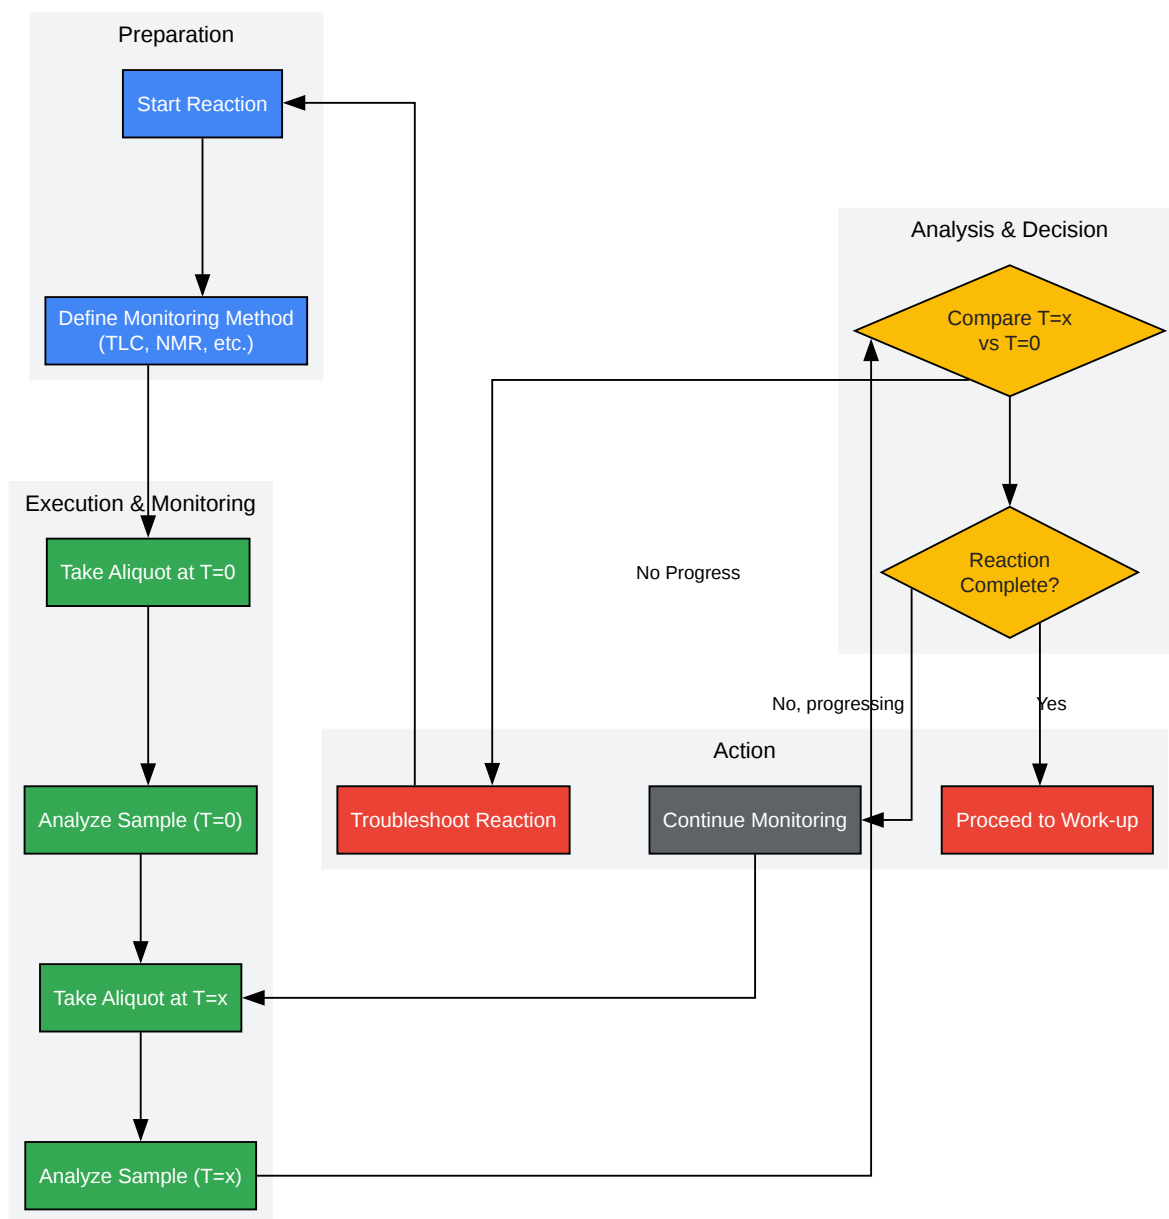 Preparation
Start Reaction
Define Monitoring Method
(TLC, NMR, etc.)
Analysis & Decision
Compare T=x
vs T=0
Reaction
Complete?
Execution & Monitoring
Take Aliquot at T=0
Analyze Sample (T=0)
Take Aliquot at T=x
Analyze Sample (T=x)
No Progress
No, progressing
Yes
Action
Troubleshoot Reaction
Continue Monitoring
Proceed to Work-up